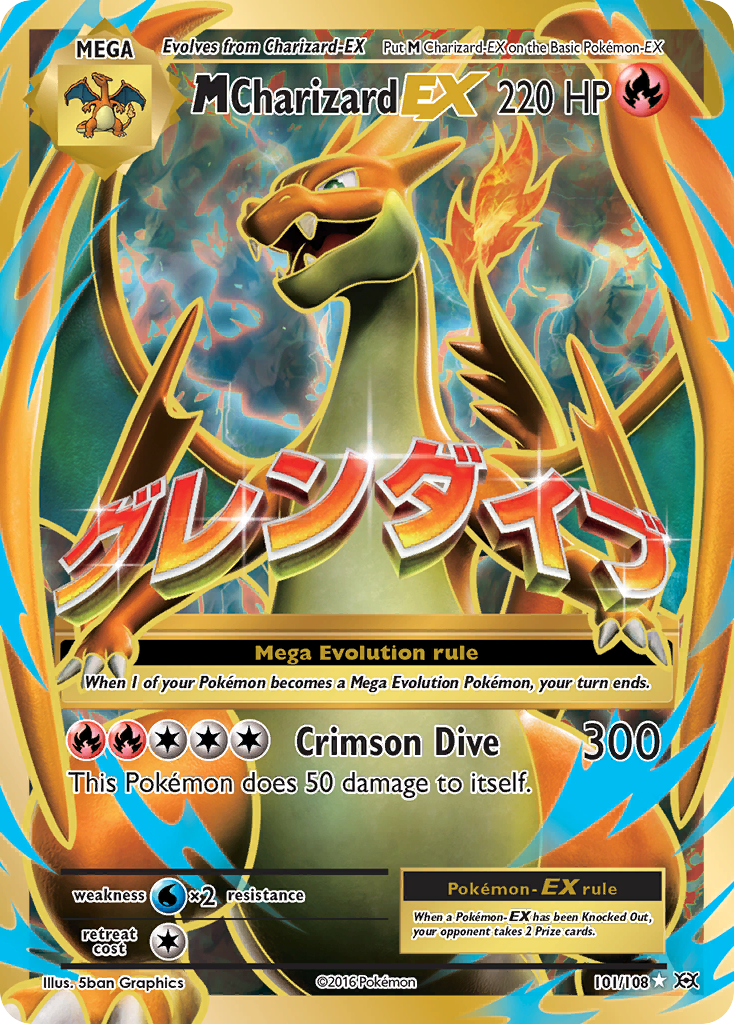 MEGA
Evolves from Charizard-EX Put M Charizard-EX on the Basic Pokémon-EX
MCharizard EX 220 HP
グレンダイブ
Mega Evolution rule
When 1 of your Pokémon becomes a Mega Evolution Pokémon, your turn ends.
Crimson Dive 300
This Pokémon does 50 damage to itself.
weakness ×2 resistance
retreat
cost
Pokémon-EX rule
When a Pokémon-EX has been Knocked Out,
your opponent takes 2 Prize cards.
Illus. 5ban Graphics ©2016 Pokémon 101/108